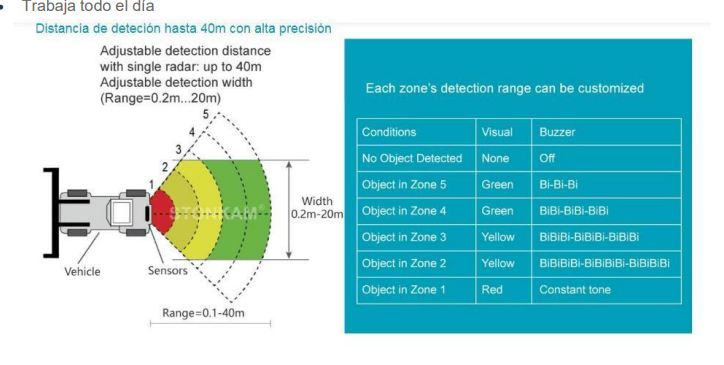 Trabaja todo el día
Distancia de deteción hasta 40m con alta precisión
Adjustable detection distance
with single radar: up to 40m
Adjustable detection width
(Range=0.2m...20m)
5
4
3
2
1
STONKAM®
Width
0.2m-20m
Vehicle
Sensors
Range=0.1-40m
Each zone's detection range can be customized
Conditions Visual Buzzer
No Object Detected None Off
Object in Zone 5 Green Bi-Bi-Bi
Object in Zone 4 Green BiBi-BiBi-BiBi
Object in Zone 3 Yellow BiBiBi-BiBiBi-BiBiBi
Object in Zone 2 Yellow BiBiBiBi-BiBiBiBi-BiBiBiBi
Object in Zone 1 Red Constant tone